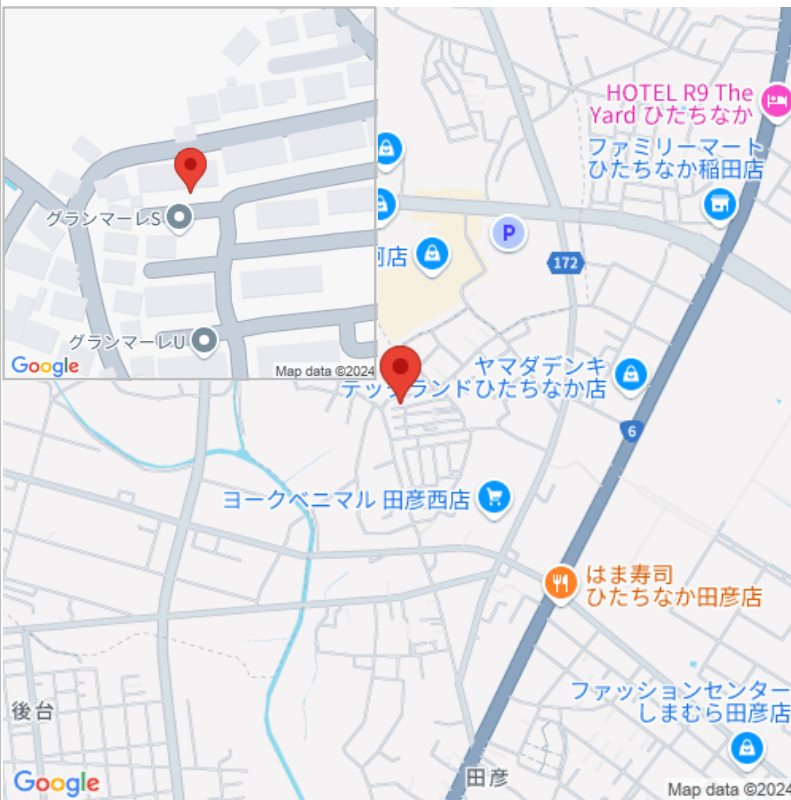 グランマーレS
グランマーレU
Google
Map data ©2024
HOTEL R9 The
Yard ひたちなか
ファミリーマート
ひたちなか稲田店
P
店
172
ヤマダデンキ
テックランドひたちなか店
6
ヨークベニマル 田彦西店
はま寿司
ひたちなか田彦店
ファッションセンター
しまむら田彦店
後台
田彦
Google
Map data ©2024